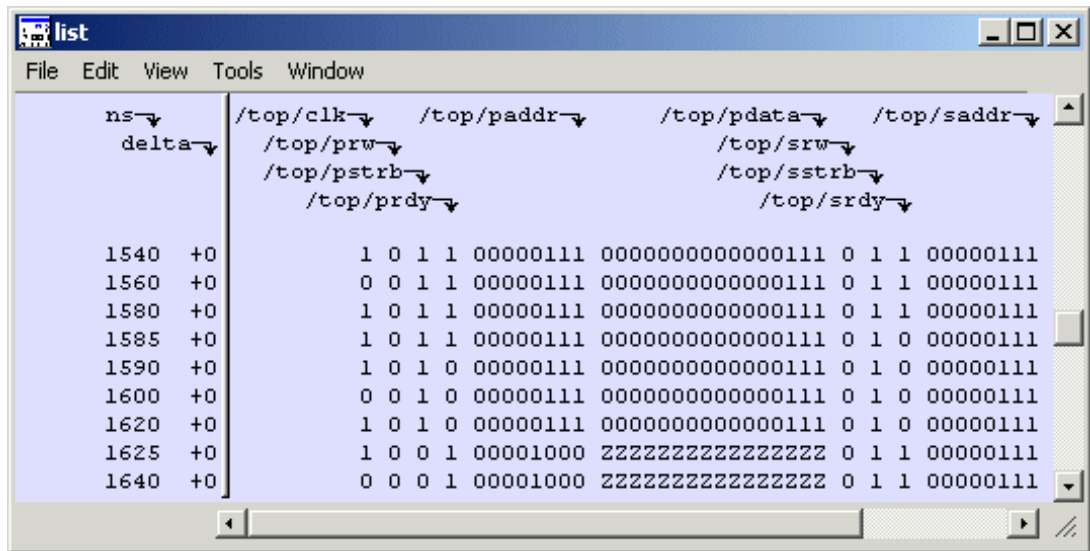 list
File Edit View Tools Window
ns /top/clk /top/paddr /top/pdata /top/saddr
delta /top/prw /top/srw
/top/pstrb /top/sstrb
/top/prdy /top/srdy
1540 +0 1 0 1 1 00000111 0000000000000111 0 1 1 00000111
1560 +0 0 0 1 1 00000111 0000000000000111 0 1 1 00000111
1580 +0 1 0 1 1 00000111 0000000000000111 0 1 1 00000111
1585 +0 1 0 1 1 00000111 0000000000000111 0 1 0 00000111
1590 +0 1 0 1 0 00000111 0000000000000111 0 1 0 00000111
1600 +0 0 0 1 0 00000111 0000000000000111 0 1 0 00000111
1620 +0 1 0 1 0 00000111 0000000000000111 0 1 0 00000111
1625 +0 1 0 0 1 00001000 ZZZZZZZZZZZZZZZZ 0 1 1 00000111
1640 +0 0 0 0 1 00001000 ZZZZZZZZZZZZZZZZ 0 1 1 00000111